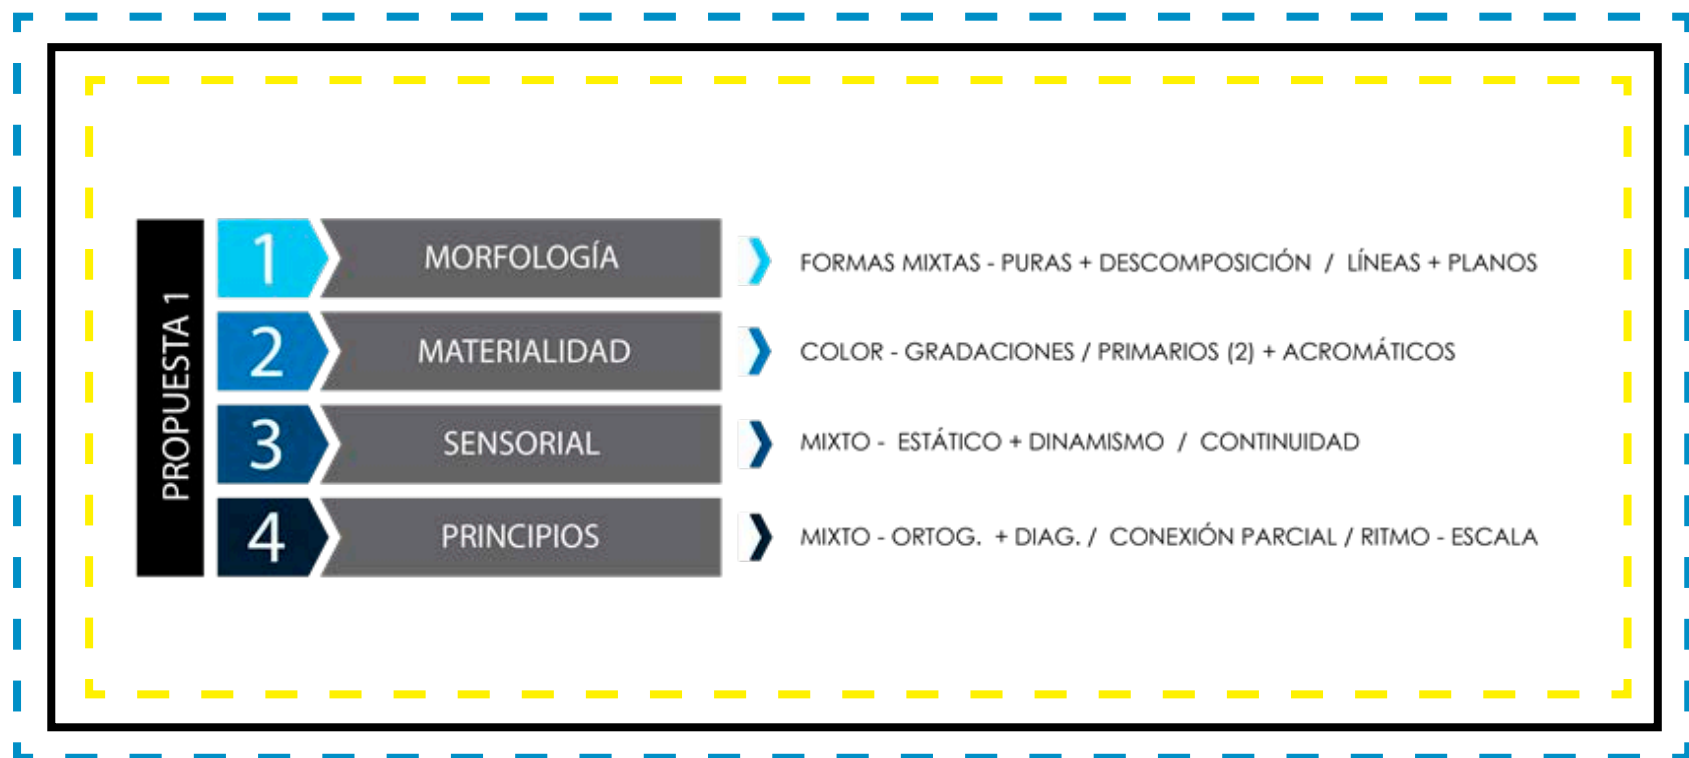 PROPUESTA 1
1 MORFOLOGÍA FORMAS MIXTAS - PURAS + DESCOMPOSICIÓN / LÍNEAS + PLANOS
2 MATERIALIDAD COLOR - GRADACIONES / PRIMARIOS (2) + ACROMÁTICOS
3 SENSORIAL MIXTO - ESTÁTICO + DINAMISMO / CONTINUIDAD
4 PRINCIPIOS MIXTO - ORTOG. + DIAG. / CONEXIÓN PARCIAL / RITMO - ESCALA